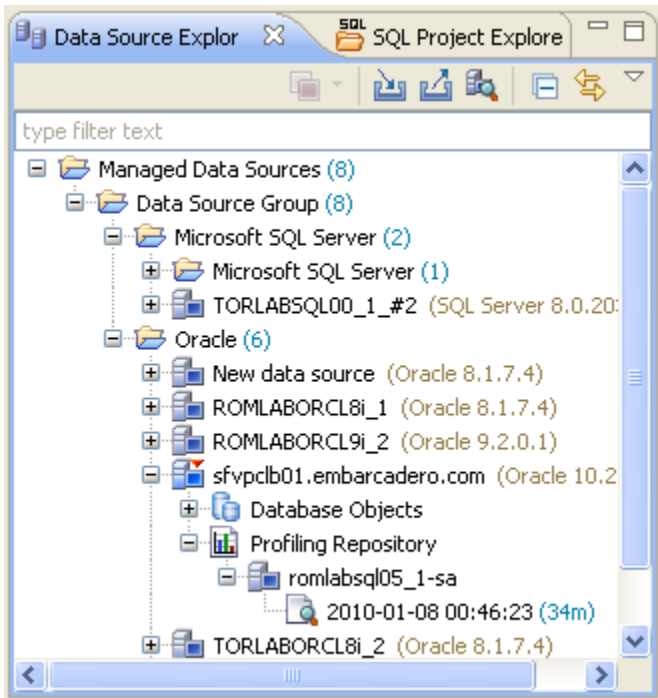 Data Source Explor SQL SQL Project Explore
type filter text
Managed Data Sources (8)
Data Source Group (8)
Microsoft SQL Server (2)
Microsoft SQL Server (1)
TORLABSQL00_1_#2 (SQL Server 8.0.20
Oracle (6)
New data source (Oracle 8.1.7.4)
ROMLABORCL8i_1 (Oracle 8.1.7.4)
ROMLABORCL9i_2 (Oracle 9.2.0.1)
sfvpclb01.embarcadero.com (Oracle 10.2
Database Objects
Profiling Repository
romlabsql05_1-sa
2010-01-08 00:46:23 (34m)
TORLABORCL8i_2 (Oracle 8.1.7.4)